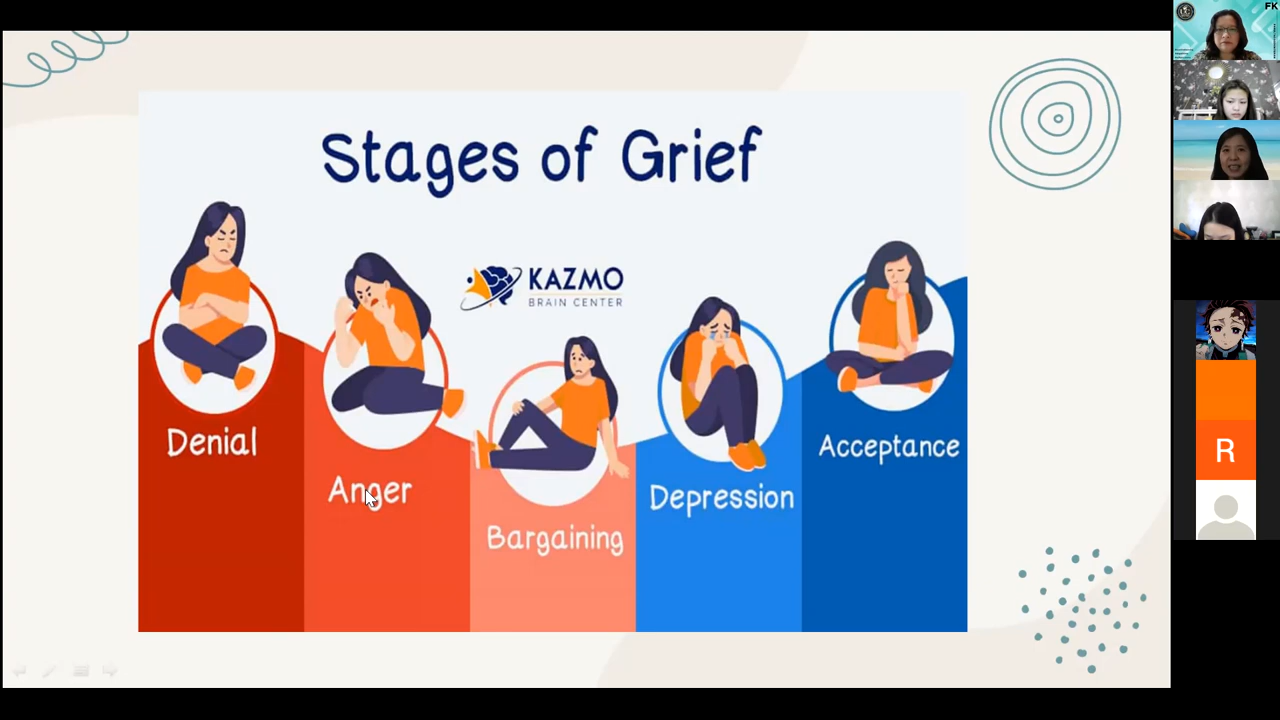 Stages of Grief
KAZMO
BRAIN CENTER
Denial
Anger
Bargaining
Depression
Acceptance
FK
R